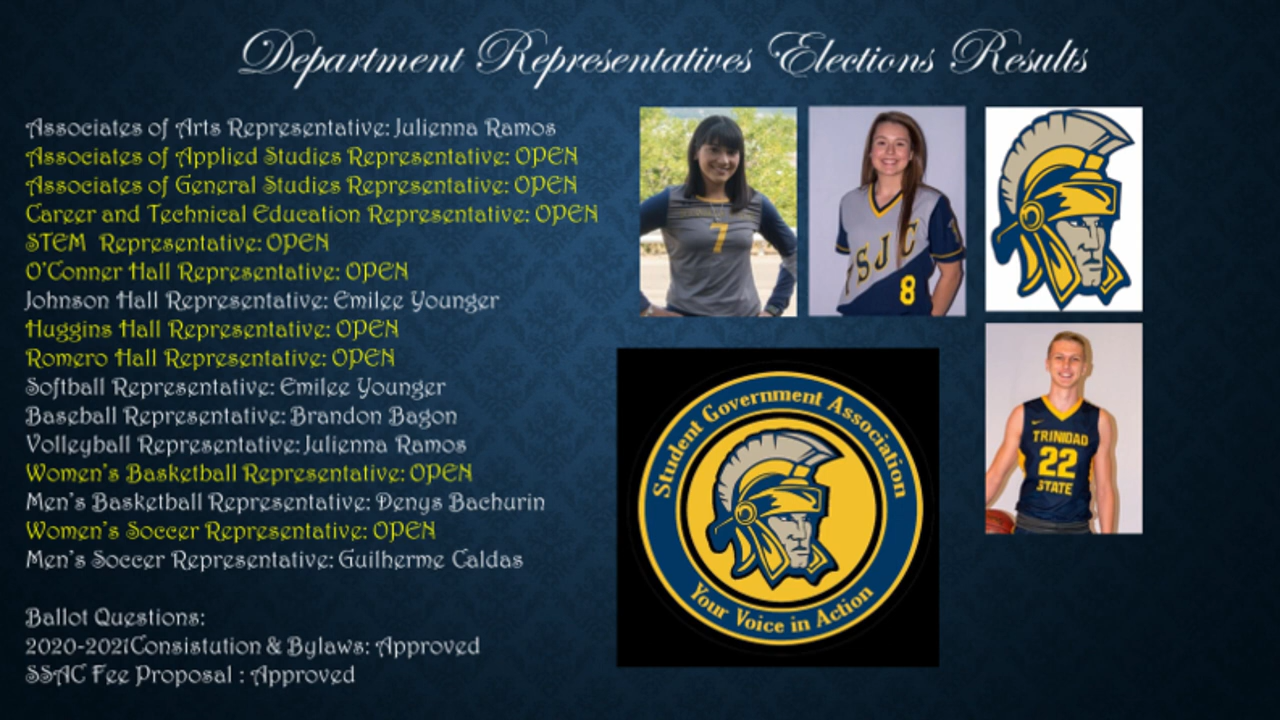 Department Representatives Elections Results
Associates of Arts Representative: Julienna Ramos
Associates of Applied Studies Representative: OPEN
Associates of General Studies Representative: OPEN
Career and Technical Education Representative: OPEN
STEM Representative: OPEN
O'Conner Hall Representative: OPEN
Johnson Hall Representative: Emilee Younger
Huggins Hall Representative: OPEN
Romero Hall Representative: OPEN
Softball Representative: Emilee Younger
Baseball Representative: Brandon Bagon
Volleyball Representative: Julienna Ramos
Women's Basketball Representative: OPEN
Men's Basketball Representative: Denys Bachurin
Women's Soccer Representative: OPEN
Men's Soccer Representative: Guilherme Caldas
Ballot Questions:
2020-2021Consistution & Bylaws: Approved
SSAC Fee Proposal : Approved
7
TSJC
8
Student Government Association
Your Voice in Action
TRINIDAD
22
STATE